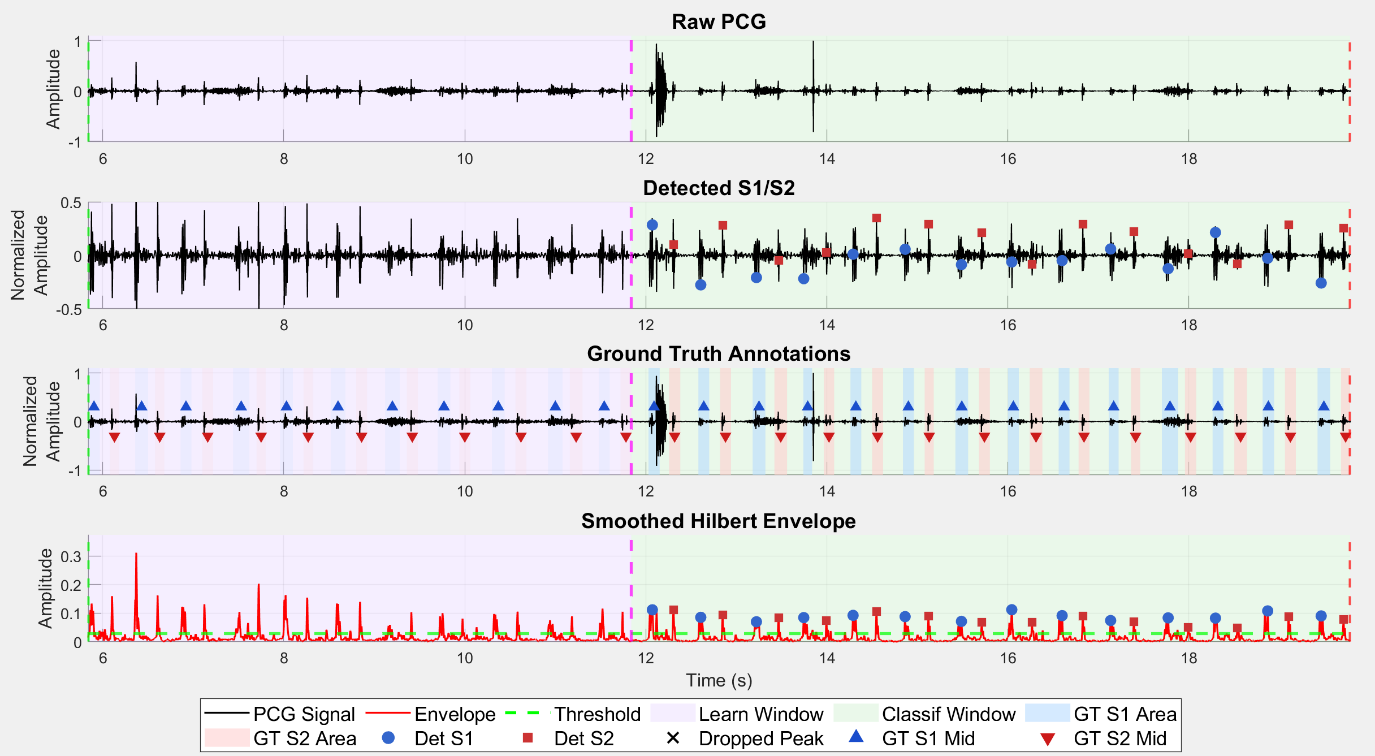 Raw PCG
Amplitude
1
0
-1
6 8 10 12 14 16 18
Detected S1/S2
Normalized
Amplitude
0.5
0
-0.5
6 8 10 12 14 16 18
Ground Truth Annotations
Normalized
Amplitude
1
0
-1
6 8 10 12 14 16 18
Smoothed Hilbert Envelope
Amplitude
0.3
0.2
0.1
0
6 8 10 12 14 16 18
Time (s)
PCG Signal Envelope Threshold Learn Window Classif Window GT S1 Area
GT S2 Area Det S1 Det S2 Dropped Peak GT S1 Mid GT S2 Mid